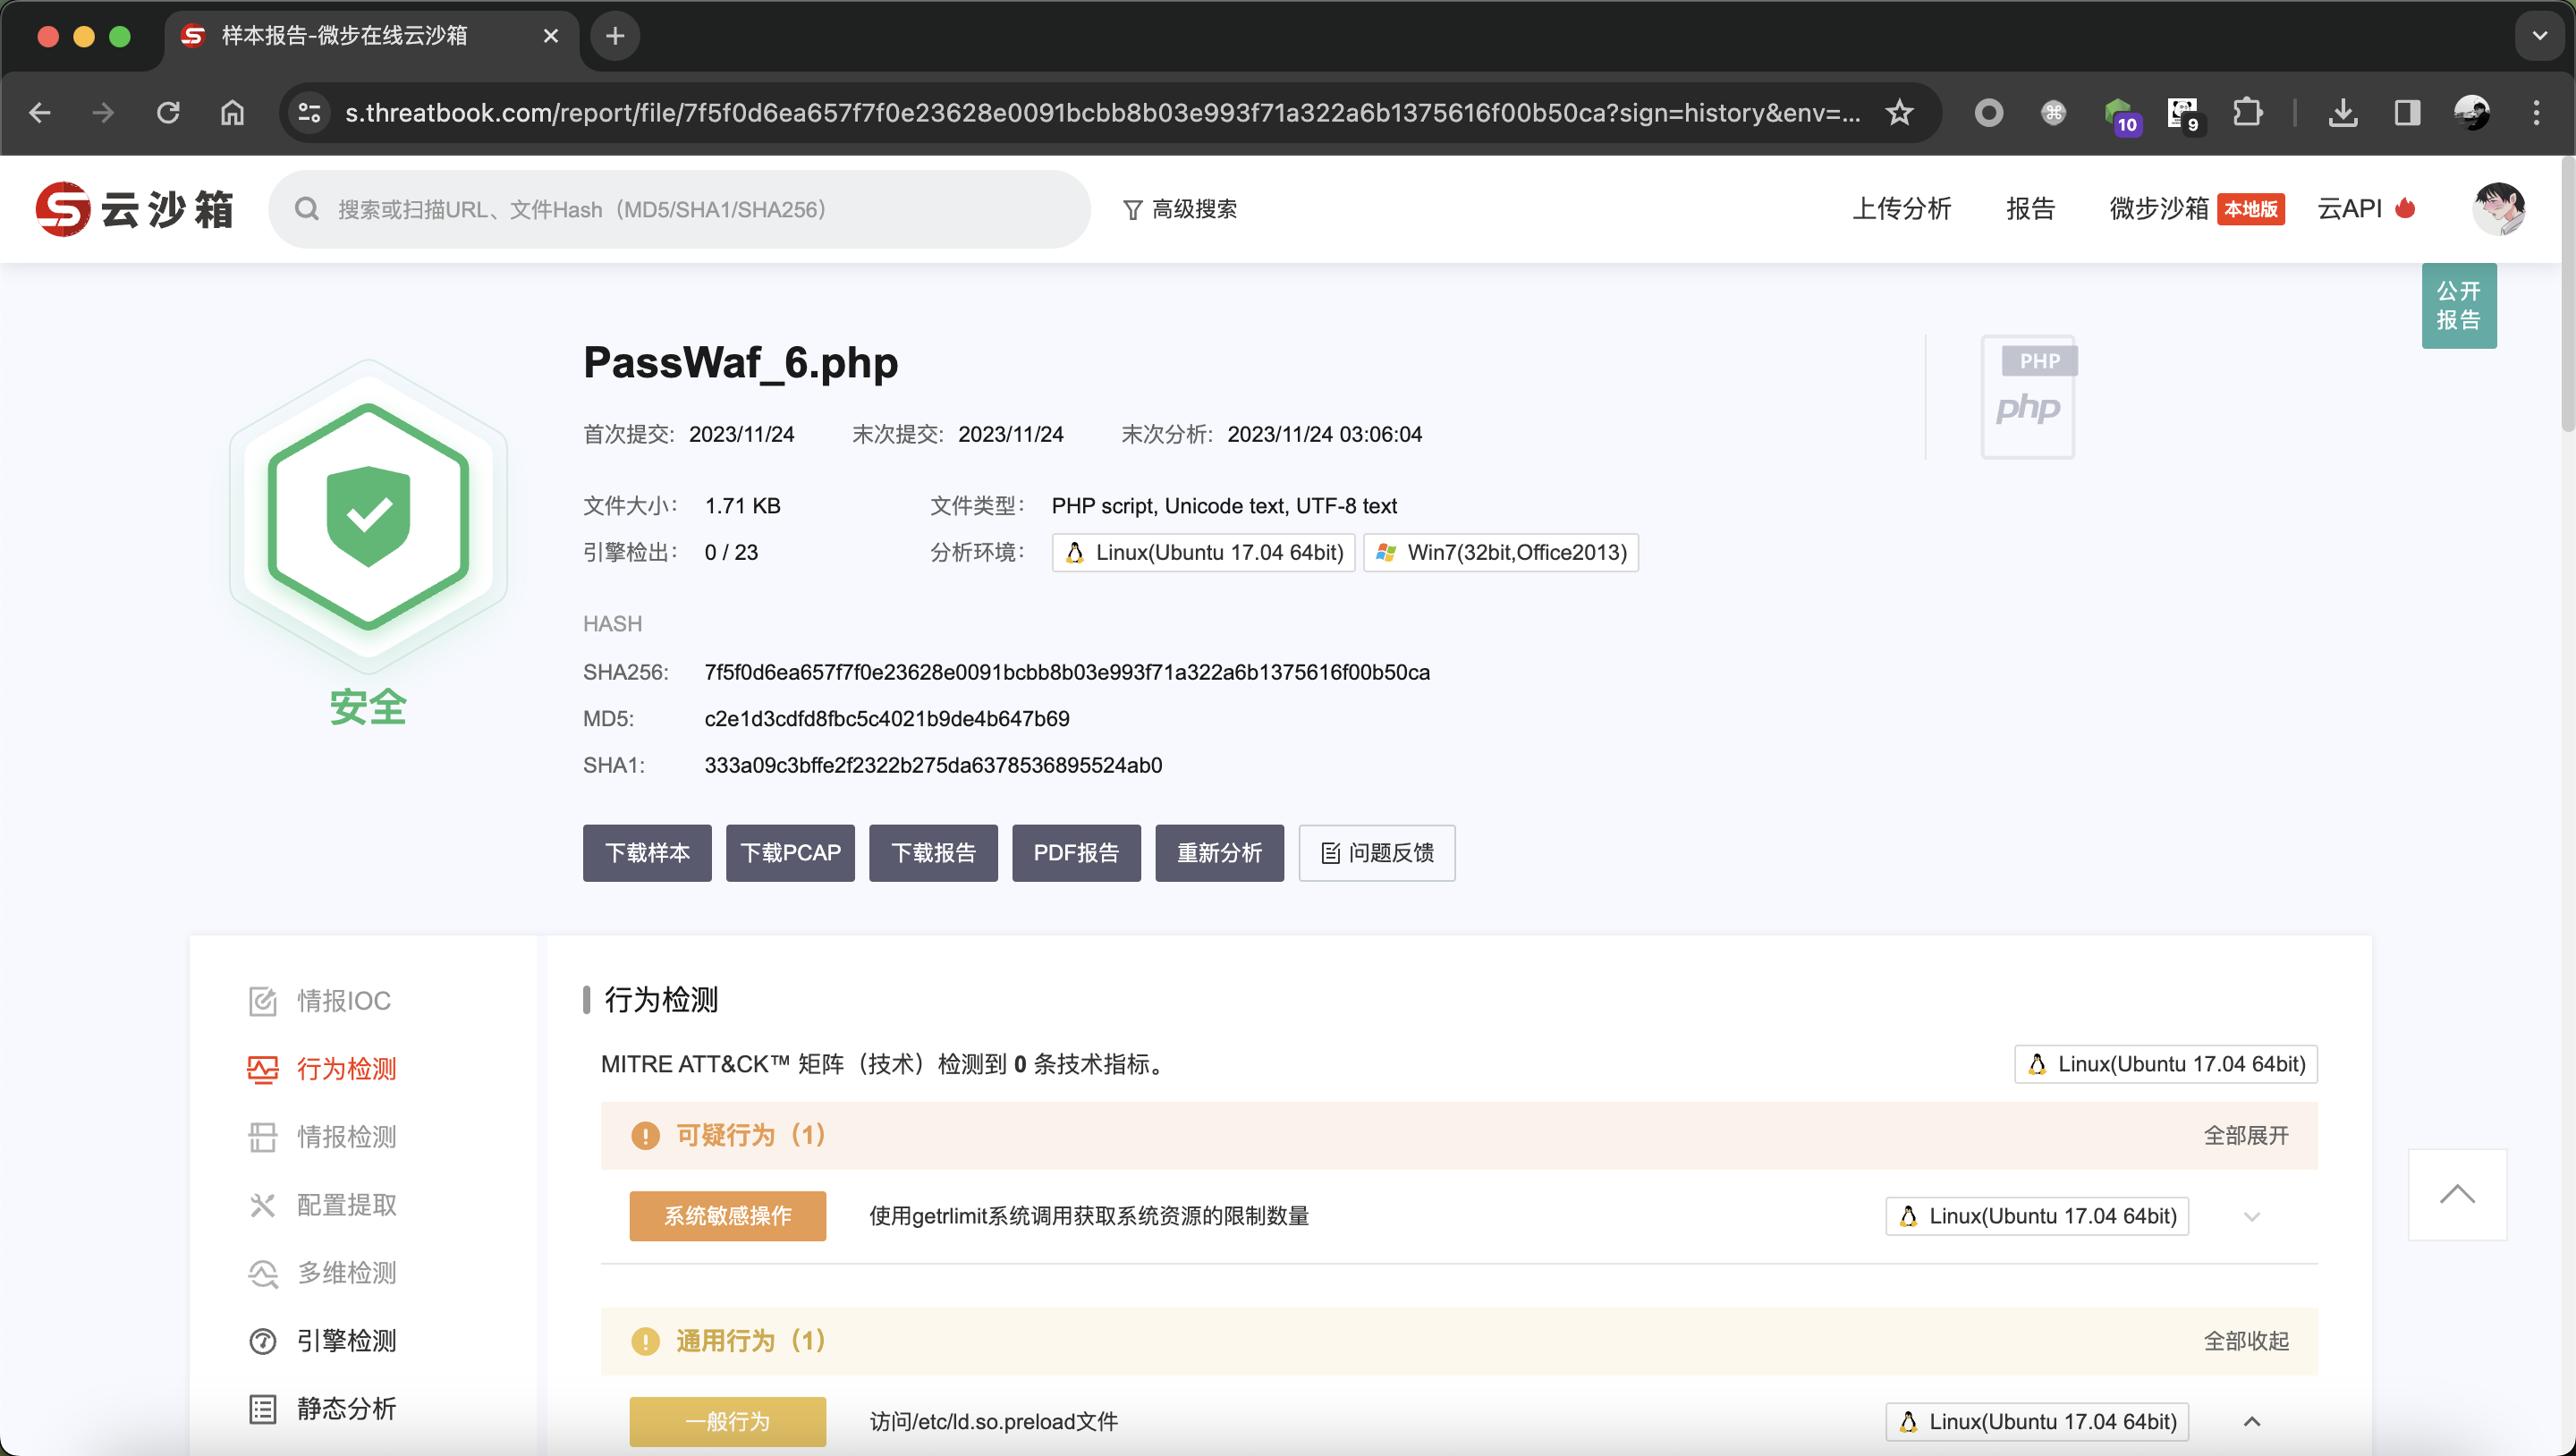 样本报告-微步在线云沙箱
s.threatbook.com/report/file/7f5f0d6ea657f7f0e23628e0091bcbb8b03e993f71a322a6b1375616f00b50ca?sign=history&env=...
10
9
云沙箱
搜索或扫描URL、文件Hash（MD5/SHA1/SHA256）
高级搜索
上传分析
报告
微步沙箱 本地版
云API
公开
报告
PassWaf_6.php
PHP
php
首次提交: 2023/11/24 末次提交: 2023/11/24 末次分析: 2023/11/24 03:06:04
文件大小： 1.71 KB 文件类型： PHP script, Unicode text, UTF-8 text
引擎检出： 0 / 23 分析环境： Linux(Ubuntu 17.04 64bit) Win7(32bit,Office2013)
安全
HASH
SHA256: 7f5f0d6ea657f7f0e23628e0091bcbb8b03e993f71a322a6b1375616f00b50ca
MD5: c2e1d3cdfd8fbc5c4021b9de4b647b69
SHA1: 333a09c3bffe2f2322b275da6378536895524ab0
下载样本 下载PCAP 下载报告 PDF报告 重新分析 问题反馈
情报IOC
行为检测
情报检测
配置提取
多维检测
引擎检测
静态分析
行为检测
MITRE ATT&CK™ 矩阵（技术）检测到 0 条技术指标。 Linux(Ubuntu 17.04 64bit)
可疑行为（1） 全部展开
系统敏感操作 使用getrlimit系统调用获取系统资源的限制数量 Linux(Ubuntu 17.04 64bit)
通用行为（1） 全部收起
一般行为 访问/etc/ld.so.preload文件 Linux(Ubuntu 17.04 64bit)